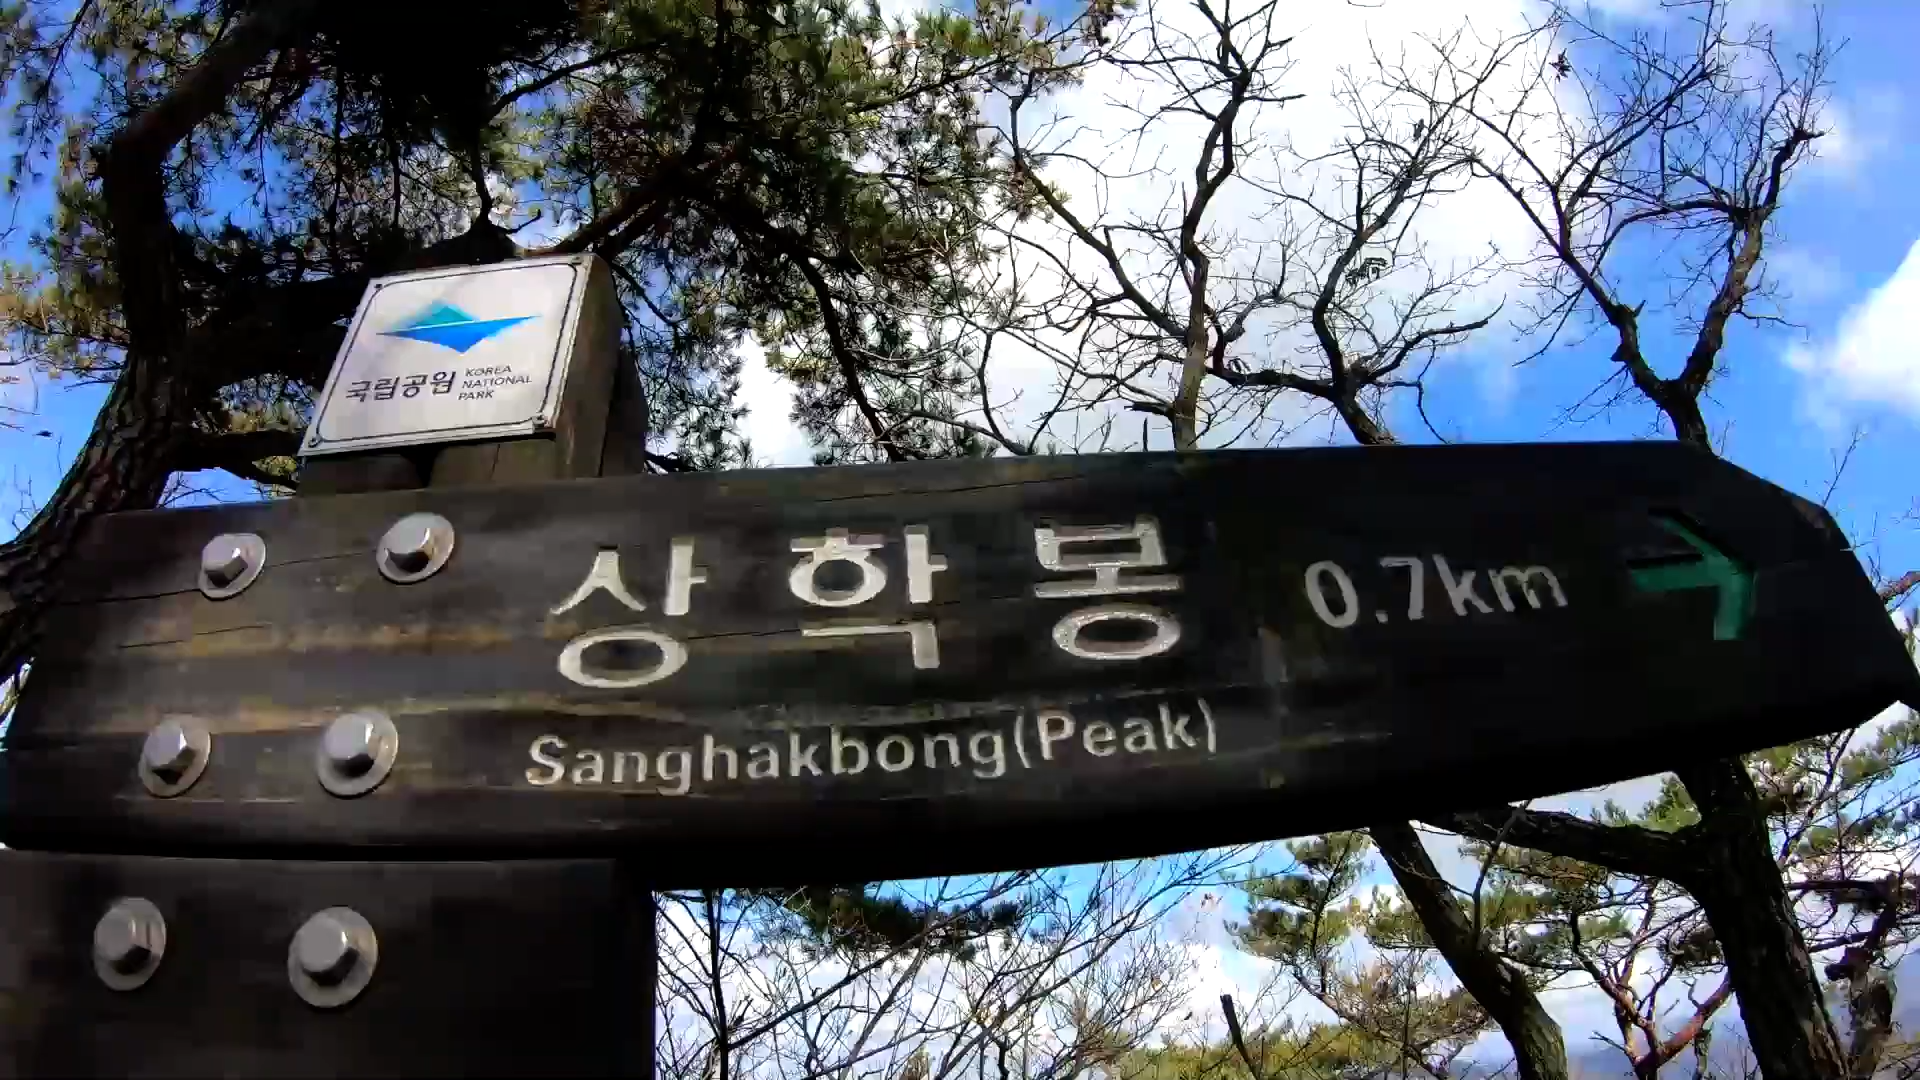 국립공원 KOREA
NATIONAL
PARK
상학봉 0.7km
Sanghakbong(Peak)